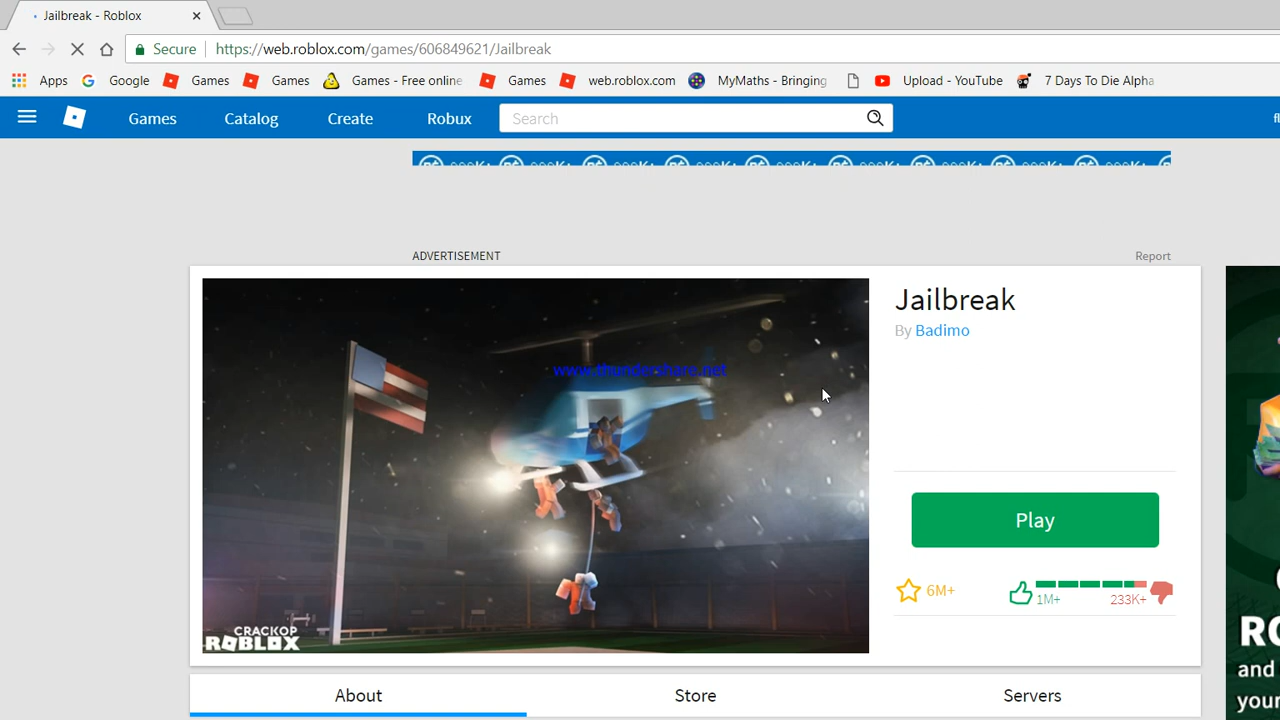 Jailbreak - Roblox
Secure https://web.roblox.com/games/606849621/Jailbreak
Apps Google Games Games Games - Free online Games web.roblox.com MyMaths - Bringing Upload - YouTube 7 Days To Die Alpha
Games Catalog Create Robux Search
ADVERTISEMENT Report
Jailbreak
By Badimo
www.thundershare.net
Play
6M+ 1M+ 233K+
CRACKOP
ROBLOX
and
your
About Store Servers